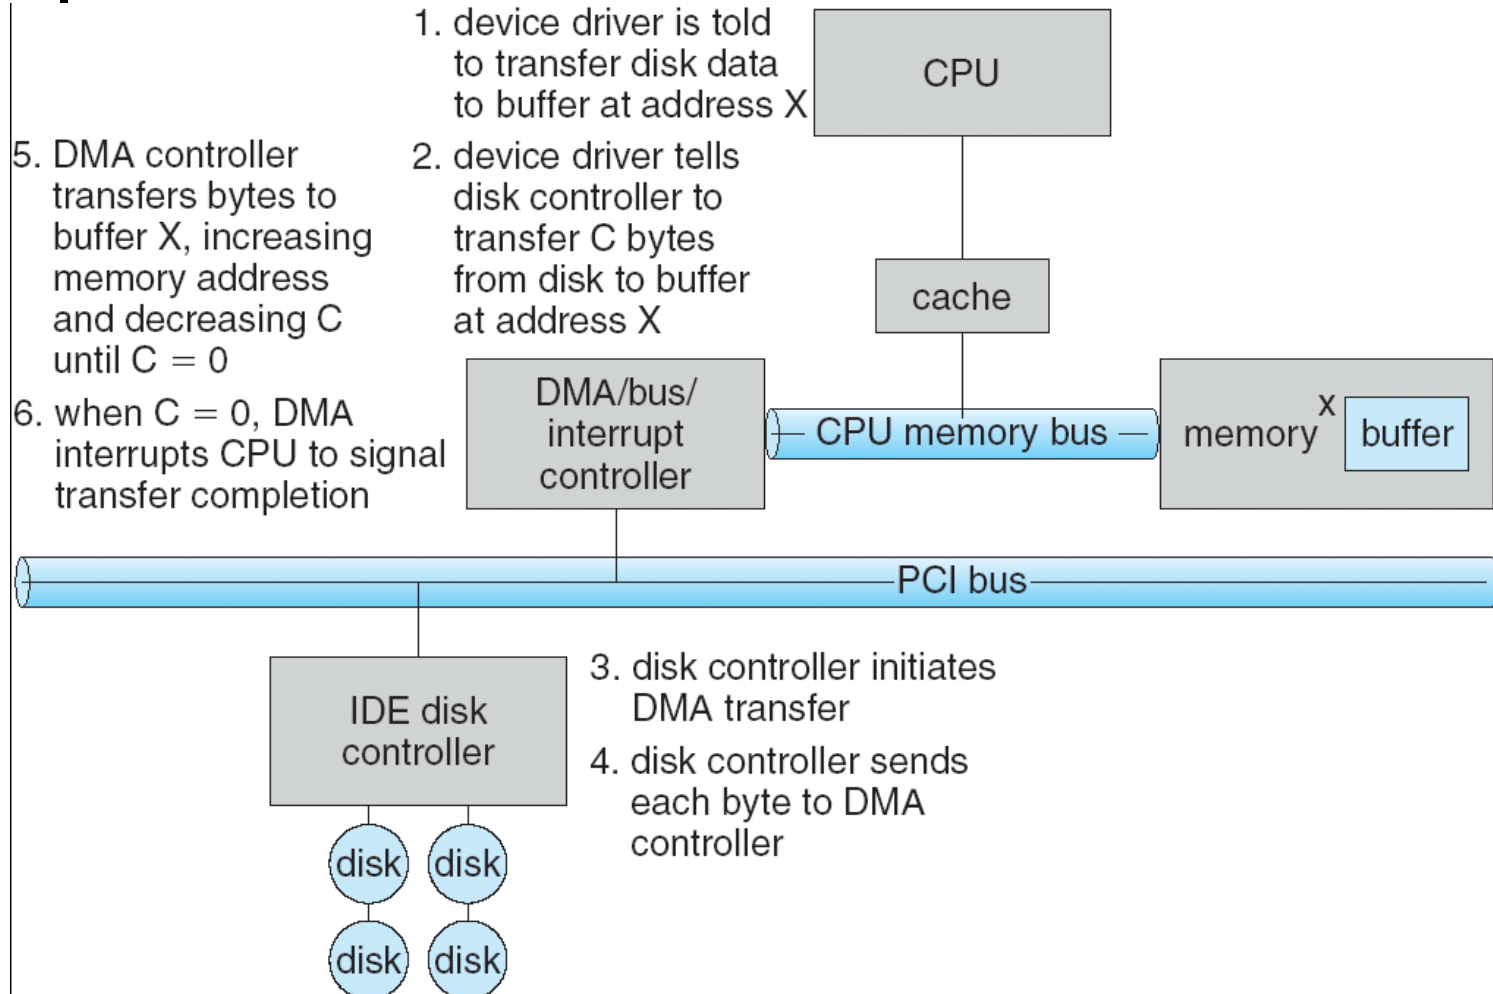 1. device driver is told
to transfer disk data
to buffer at address X
CPU
5. DMA controller
transfers bytes to
buffer X, increasing
memory address
and decreasing C
until C = 0
2. device driver tells
disk controller to
transfer C bytes
from disk to buffer
at address X
cache
6. when C = 0, DMA
interrupts CPU to signal
transfer completion
DMA/bus/
interrupt
controller
CPU memory bus
memory
x
buffer
PCI bus
IDE disk
controller
3. disk controller initiates
DMA transfer
4. disk controller sends
each byte to DMA
controller
disk
disk
disk
disk